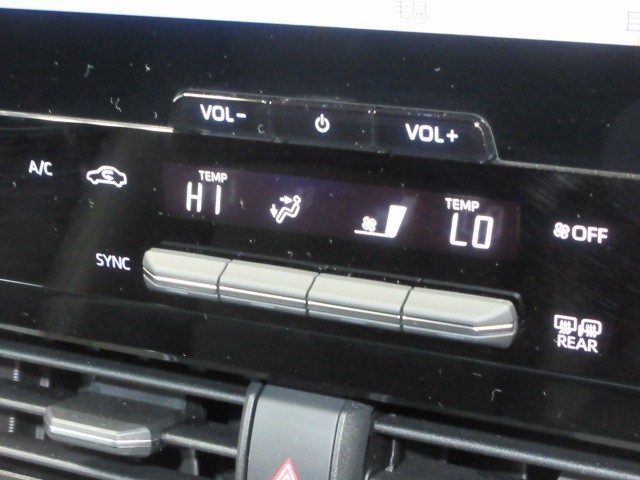 VOL- VOL+
A/C
TEMP TEMP
HI LO
OFF
SYNC
REAR